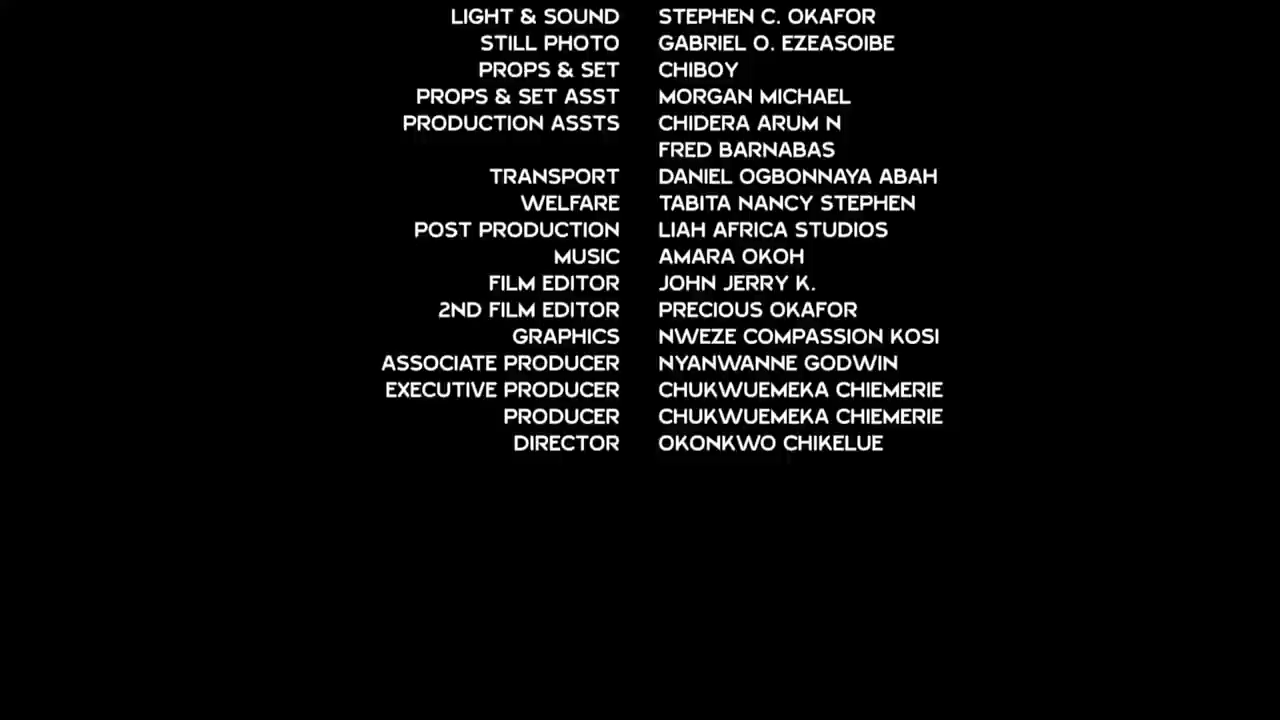 LIGHT & SOUND STEPHEN C. OKAFOR
STILL PHOTO GABRIEL O. EZEASOIBE
PROPS & SET CHIBOY
PROPS & SET ASST MORGAN MICHAEL
PRODUCTION ASSTS CHIDERA ARUM N
FRED BARNABAS
TRANSPORT DANIEL OGBONNAYA ABAH
WELFARE TABITA NANCY STEPHEN
POST PRODUCTION LIAH AFRICA STUDIOS
MUSIC AMARA OKOH
FILM EDITOR JOHN JERRY K.
2ND FILM EDITOR PRECIOUS OKAFOR
GRAPHICS NWEZE COMPASSION KOSI
ASSOCIATE PRODUCER NYANWANNE GODWIN
EXECUTIVE PRODUCER CHUKWUEMEKA CHIEMERIE
PRODUCER CHUKWUEMEKA CHIEMERIE
DIRECTOR OKONKWO CHIKELUE